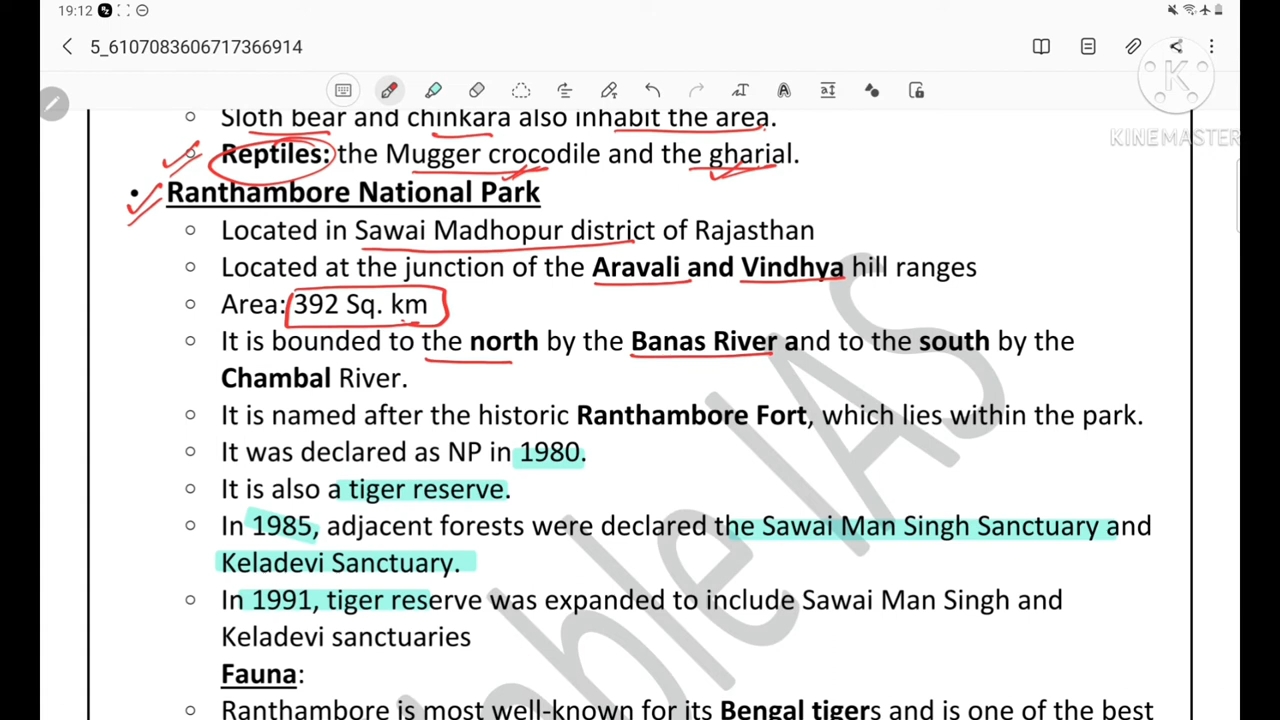 19:12
5_6107083606717366914
KINEMASTER
Sloth bear and chinkara also inhabit the area.
Reptiles: the Mugger crocodile and the gharial.
Ranthambore National Park
Located in Sawai Madhopur district of Rajasthan
Located at the junction of the Aravali and Vindhya hill ranges
Area: 392 Sq. km
It is bounded to the north by the Banas River and to the south by the
Chambal River.
It is named after the historic Ranthambore Fort, which lies within the park.
It was declared as NP in 1980.
It is also a tiger reserve.
In 1985, adjacent forests were declared the Sawai Man Singh Sanctuary and
Keladevi Sanctuary.
In 1991, tiger reserve was expanded to include Sawai Man Singh and
Keladevi sanctuaries
Fauna:
Ranthambore is most well-known for its Bengal tigers and is one of the best